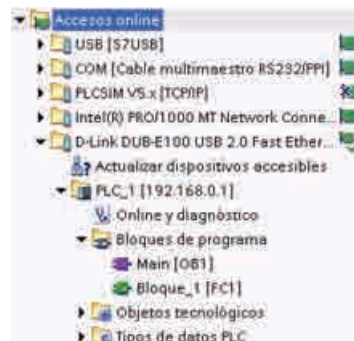 Accesos online
USB [S7USB]
COM [Cable multimaestro RS232/PPI]
PLCSIM V5.x [TCP/IP]
Intel(R) PRO/1000 MT Network Conne...
D-Link DUB-E100 USB 2.0 Fast Ether...
Actualizar dispositivos accesibles
PLC_1 [192.168.0.1]
Online y diagnóstico
Bloques de programa
Main [OB1]
Bloque_1 [FC1]
Objetos tecnológicos
Tipos de datos PLC